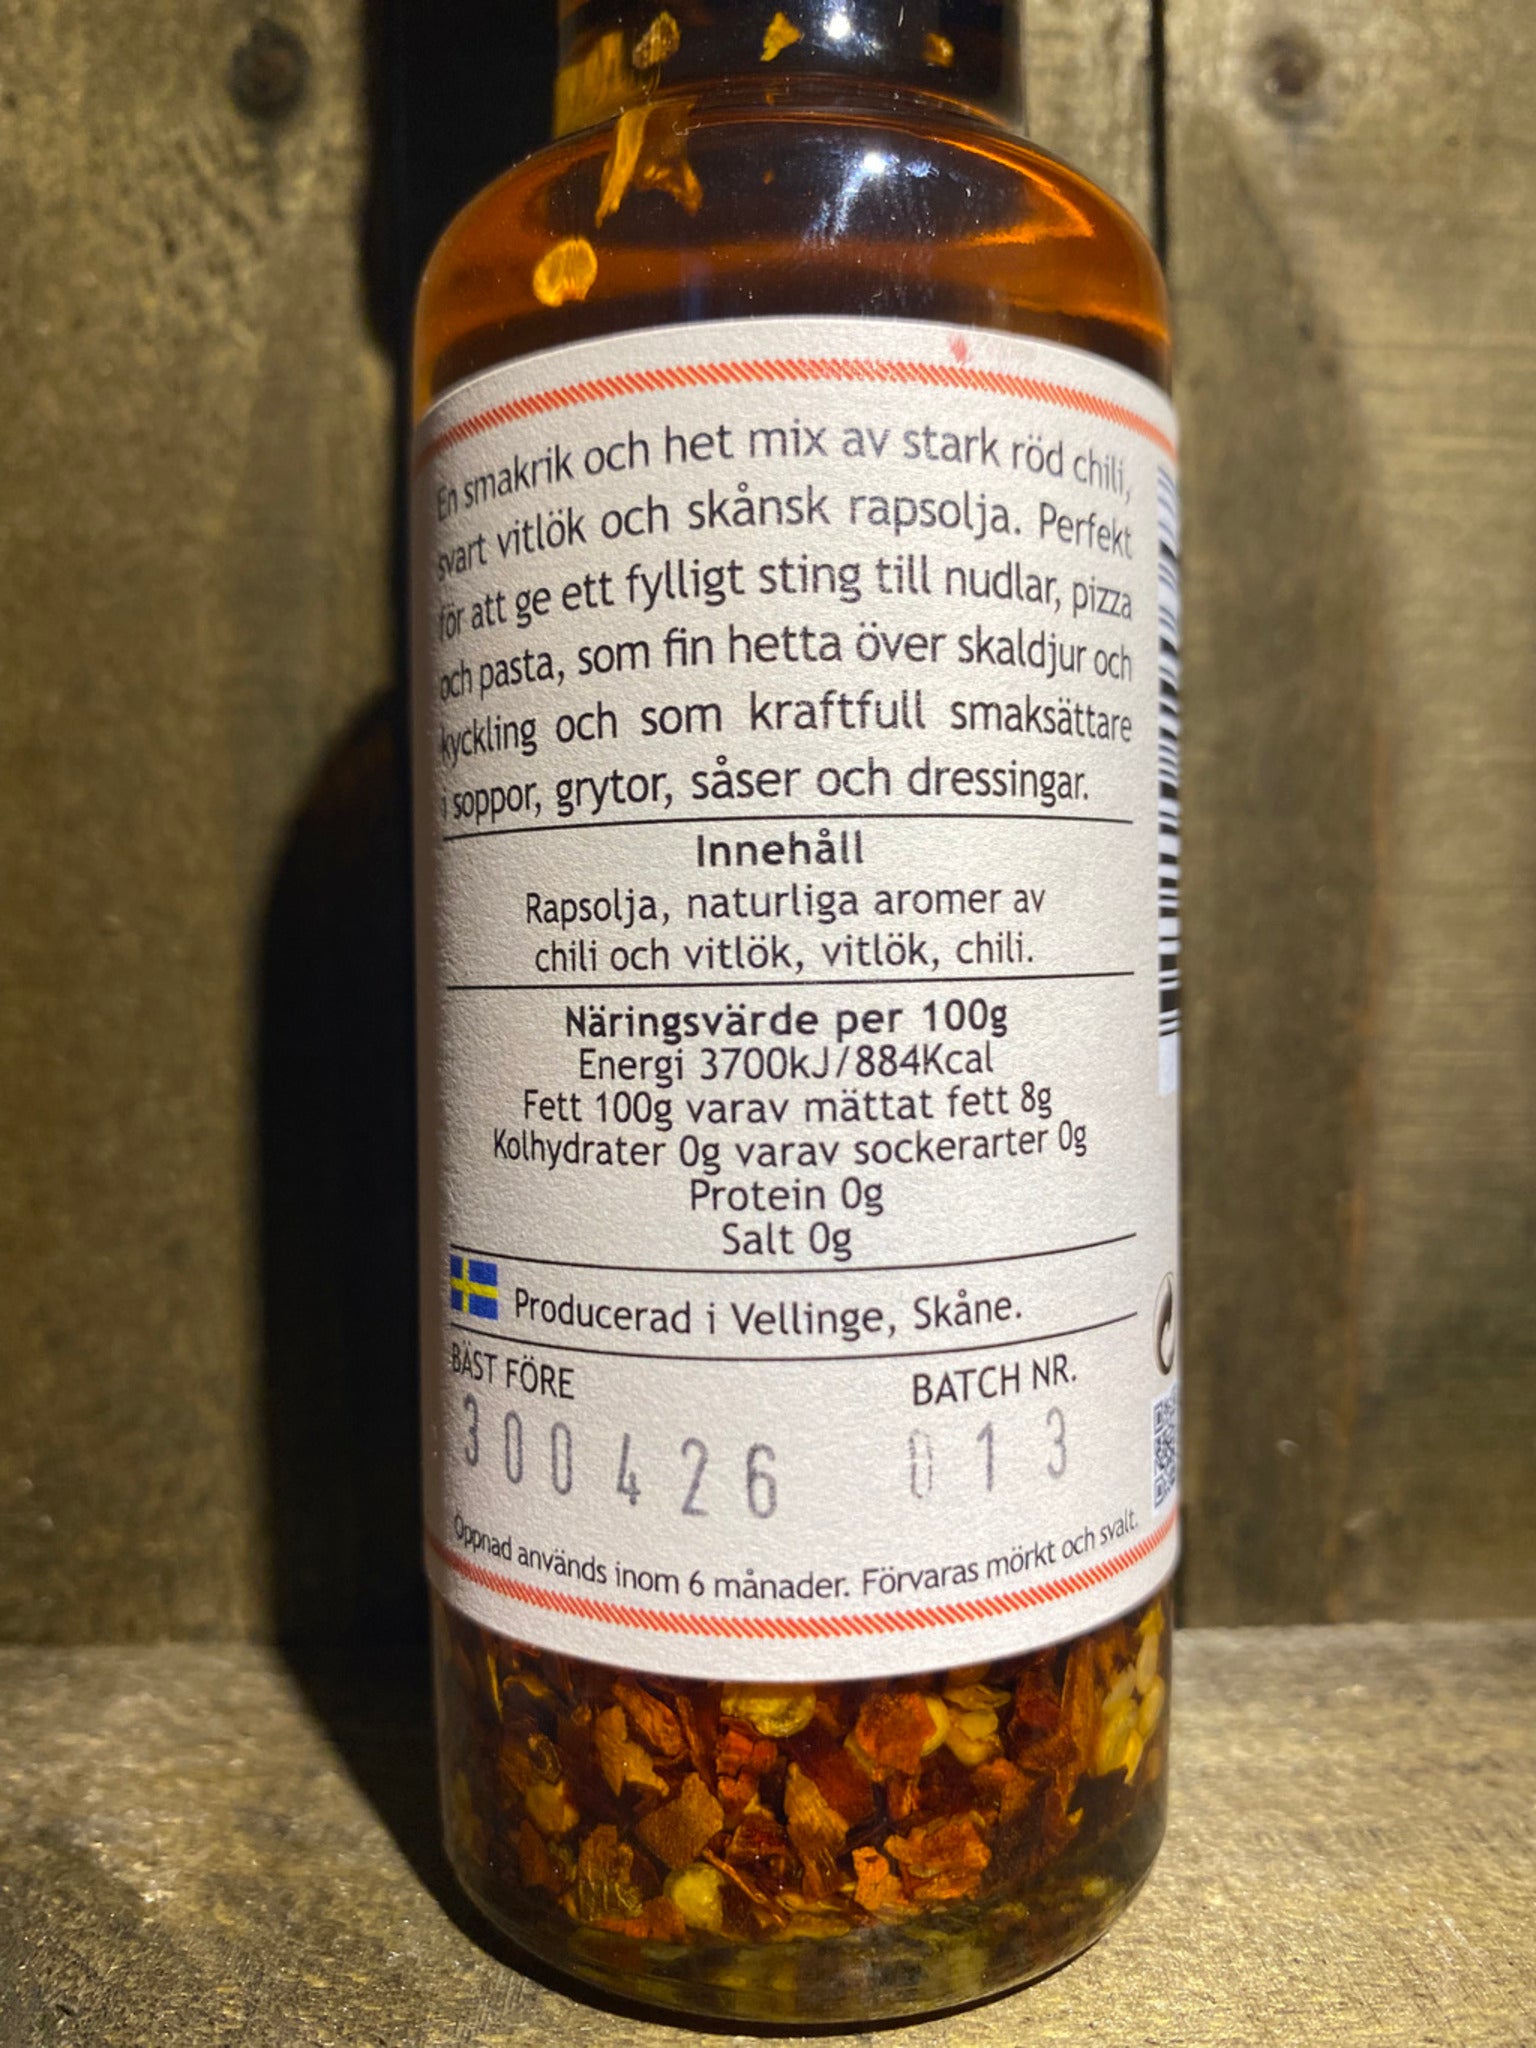 En smakrik och het mix av stark röd chili,
svart vitlök och skånsk rapsolja. Perfekt
för att ge ett fylligt sting till nudlar, pizza
och pasta, som fin hetta över skaldjur och
kyckling och som kraftfull smaksättare
i soppor, grytor, såser och dressingar.
Innehåll
Rapsolja, naturliga aromer av
chili och vitlök, vitlök, chili.
Näringsvärde per 100g
Energi 3700kJ/884Kcal
Fett 100g varav mättat fett 8g
Kolhydrater 0g varav sockerarter 0g
Protein 0g
Salt 0g
Producerad i Vellinge, Skåne.
BÄST FÖRE BATCH NR.
300426 013
Öppnad används inom 6 månader. Förvaras mörkt och svalt.